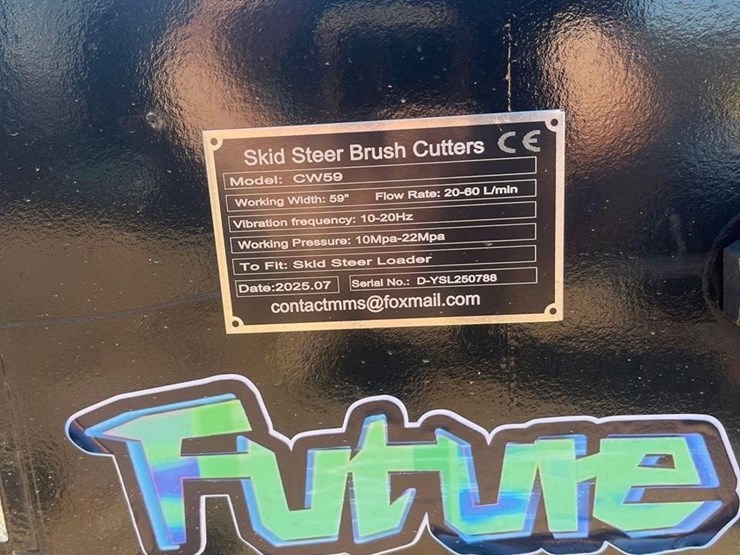 Skid Steer Brush Cutters CE
Model: CW59
Working Width: 59" Flow Rate: 20-60 L/min
Vibration frequency: 10-20Hz
Working Pressure: 10Mpa-22Mpa
To Fit: Skid Steer Loader
Date:2025.07 Serial No.: D-YSL250788
contactmms@foxmail.com
Future